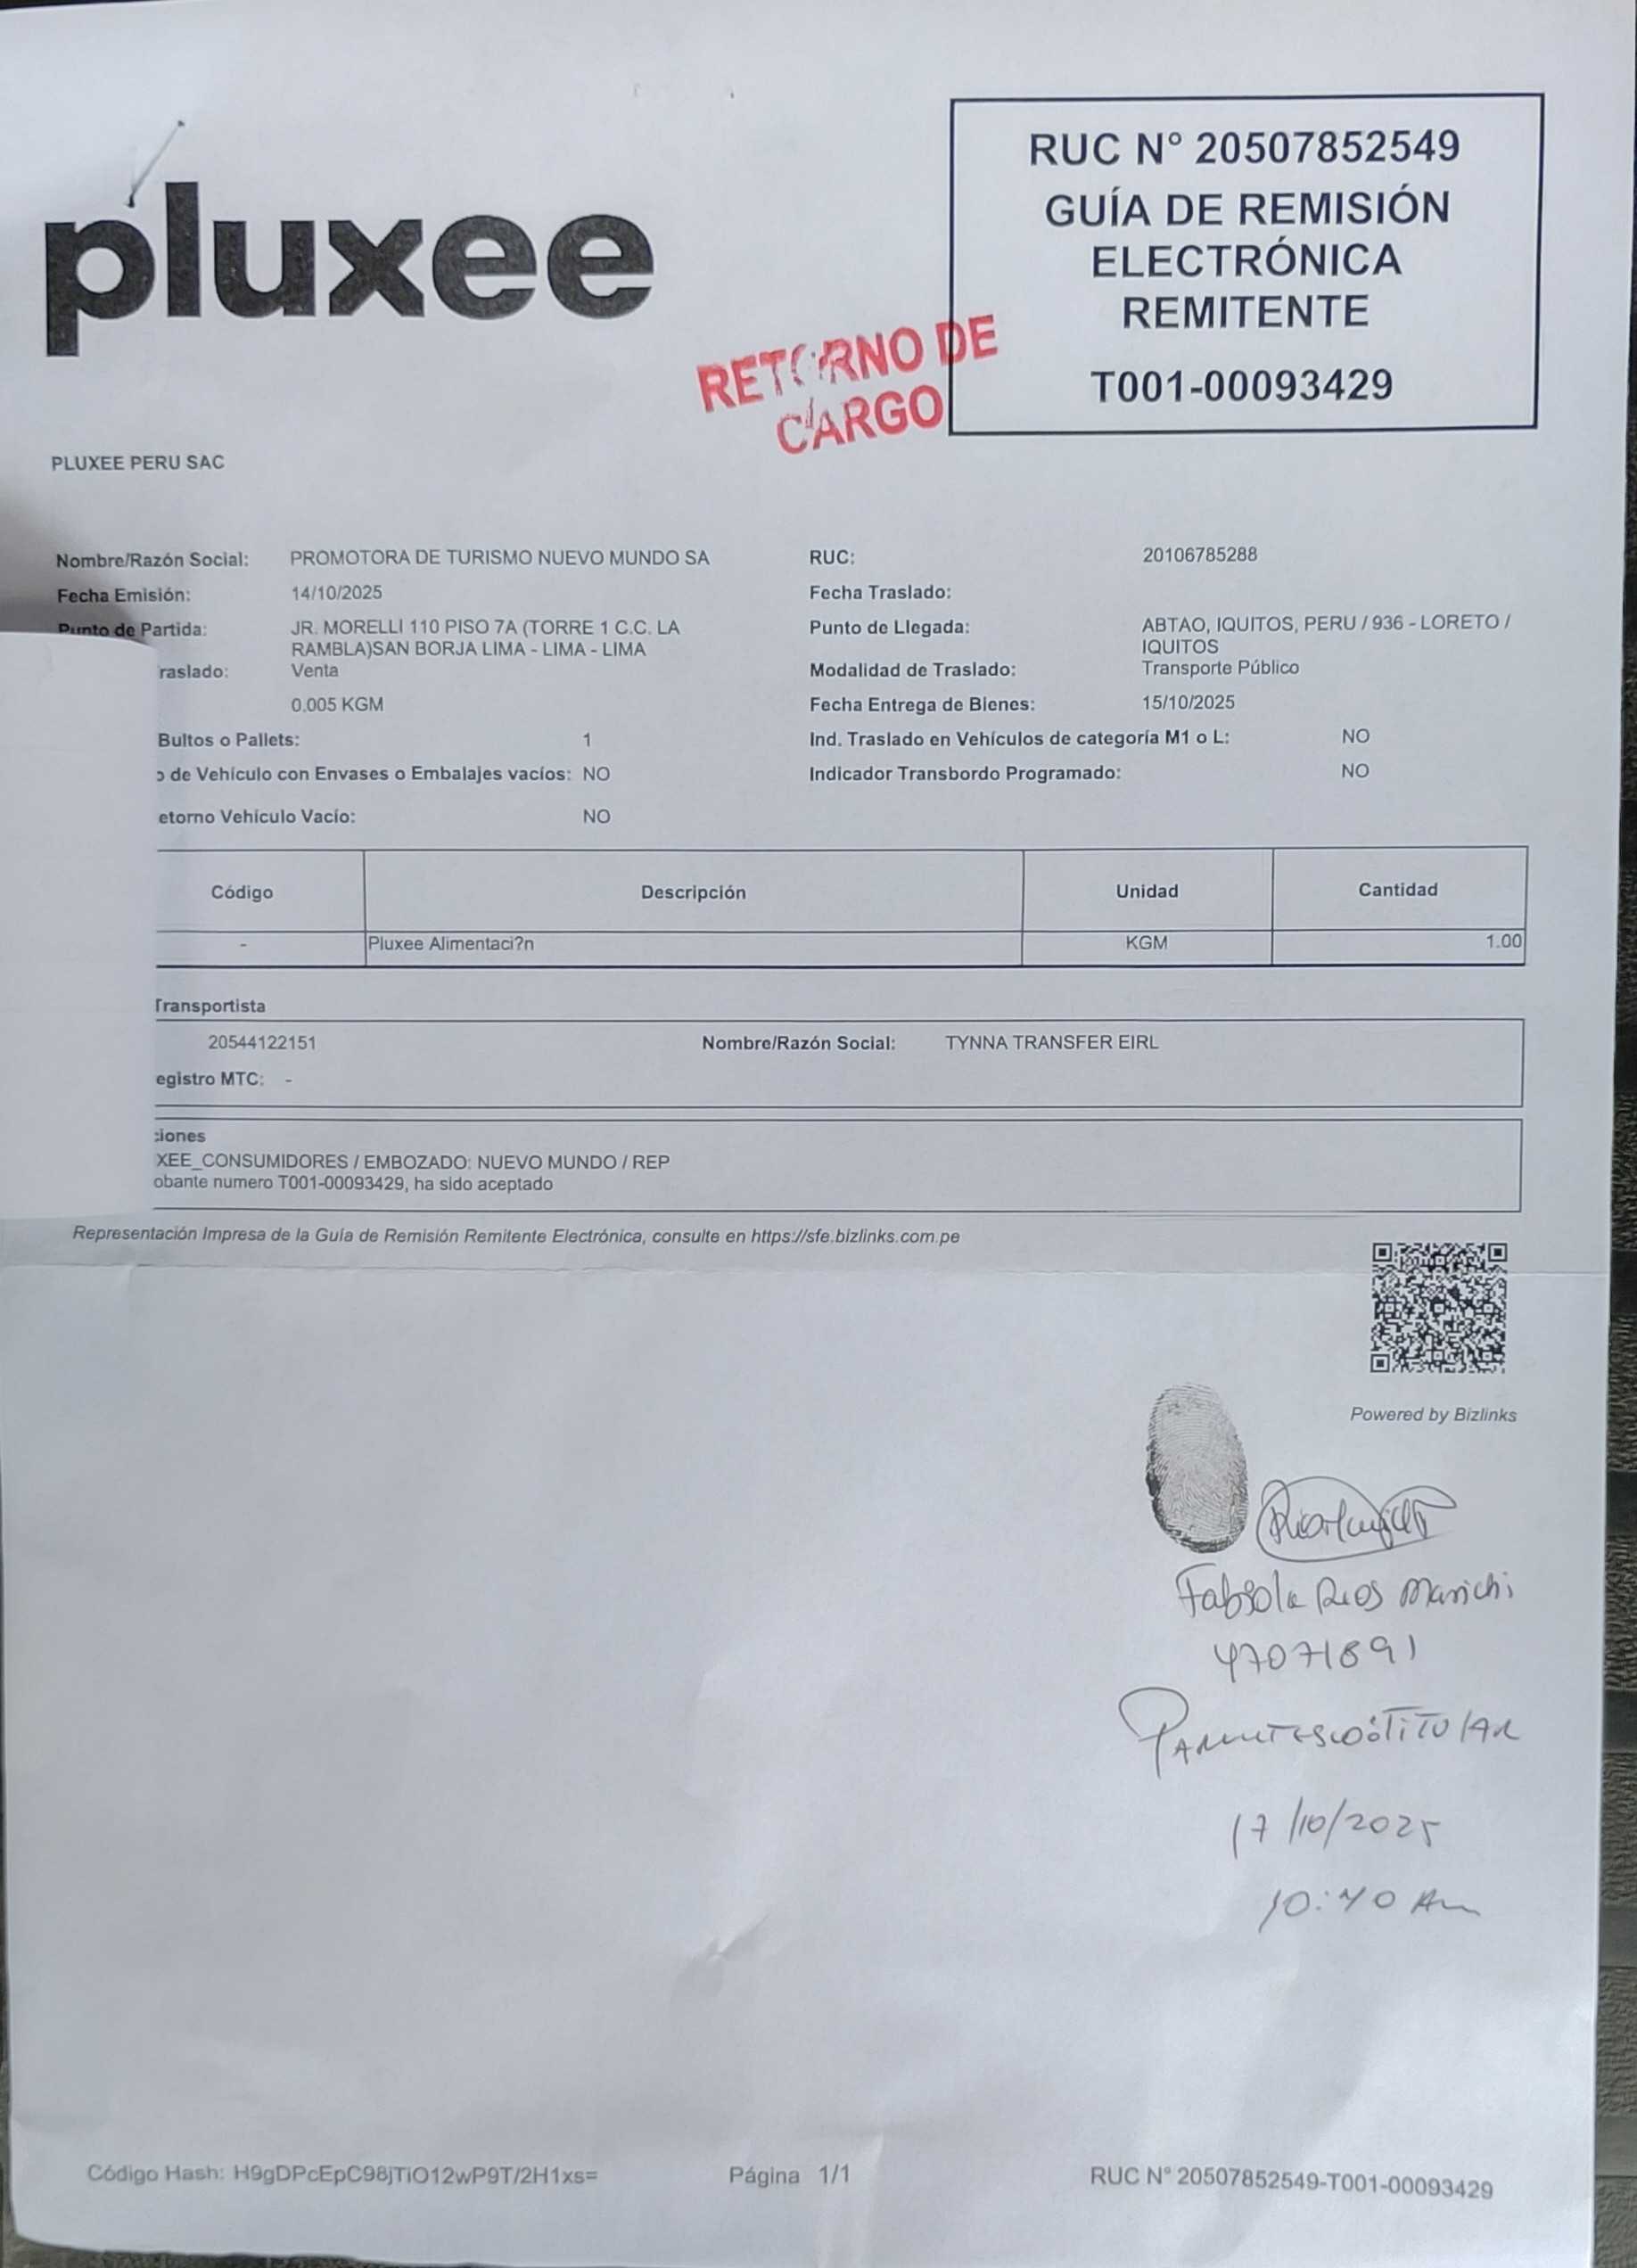 pluxee
RUC N° 20507852549
GUÍA DE REMISIÓN
ELECTRÓNICA
REMITENTE
T001-00093429
RETORNO DE
CARGO
PLUXEE PERU SAC
Nombre/Razón Social: PROMOTORA DE TURISMO NUEVO MUNDO SA RUC: 20106785288
Fecha Emisión: 14/10/2025 Fecha Traslado:
Punto de Partida: JR. MORELLI 110 PISO 7A (TORRE 1 C.C. LA Punto de Llegada: ABTAO, IQUITOS, PERU / 936 - LORETO /
RAMBLA)SAN BORJA LIMA - LIMA - LIMA IQUITOS
raslado: Venta Modalidad de Traslado: Transporte Público
0.005 KGM Fecha Entrega de Bienes: 15/10/2025
Bultos o Pallets: 1 Ind. Traslado en Vehículos de categoría M1 o L: NO
o de Vehículo con Envases o Embalajes vacíos: NO Indicador Transbordo Programado: NO
etorno Vehículo Vacío: NO
Código Descripción Unidad Cantidad
- Pluxee Alimentaci?n KGM 1.00
Transportista
20544122151 Nombre/Razón Social: TYNNA TRANSFER EIRL
egistro MTC: -
ciones
XEE_CONSUMIDORES / EMBOZADO: NUEVO MUNDO / REP
obante numero T001-00093429, ha sido aceptado
Representación Impresa de la Guía de Remisión Remitente Electrónica, consulte en https://sfe.bizlinks.com.pe
Powered by Bizlinks
Rios
47071891
TITULAR
17/10/2025
10:40 Am
Código Hash: H9gDPcEpC98jTiO12wP9T/2H1xs= Página 1/1 RUC N° 20507852549-T001-00093429